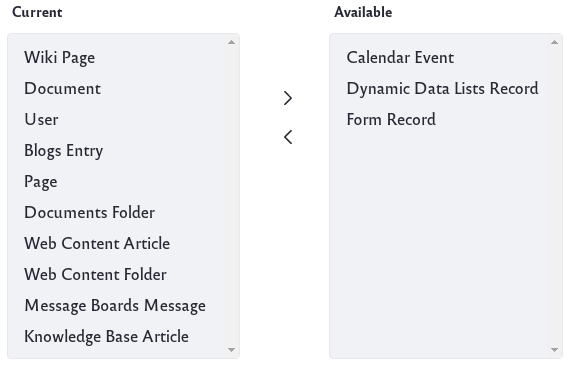 Current
Wiki Page
Document
User
Blogs Entry
Page
Documents Folder
Web Content Article
Web Content Folder
Message Boards Message
Knowledge Base Article
Available
Calendar Event
Dynamic Data Lists Record
Form Record